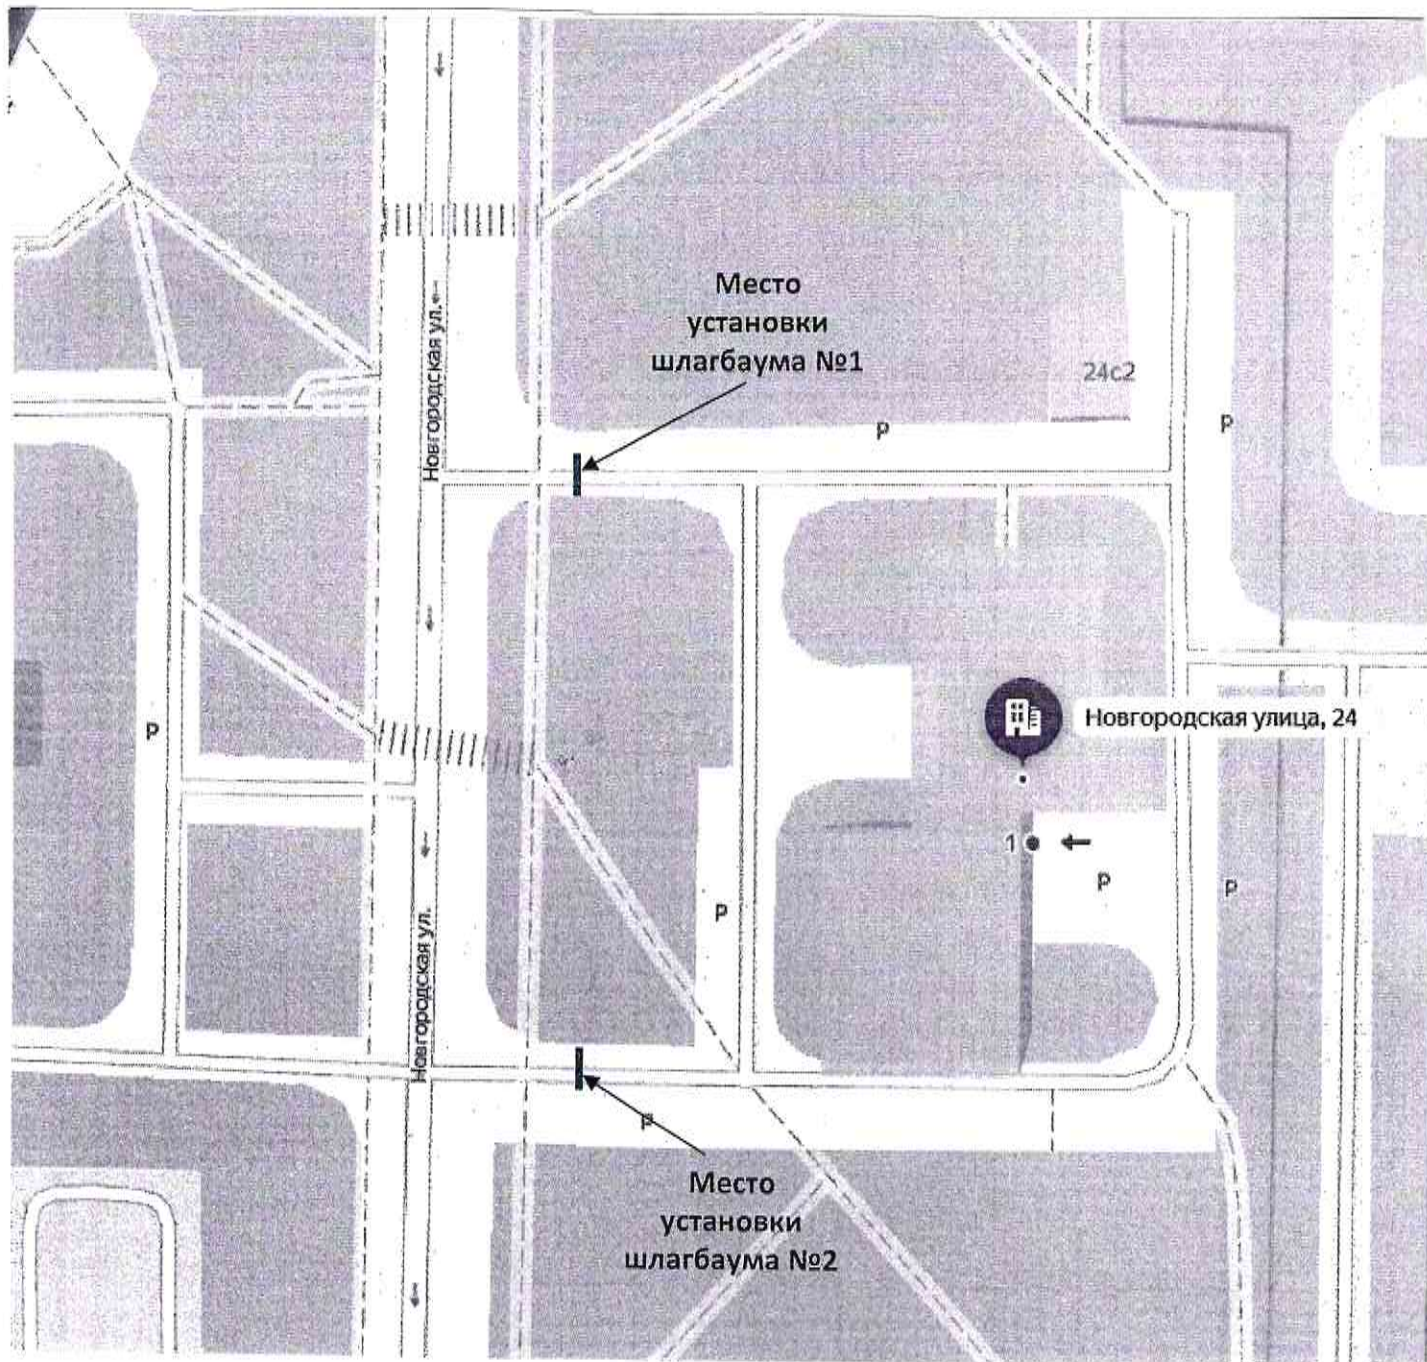 Место
установки
шлагбаума №1
Новгородская ул.
24с2
P
P
Новгородская улица, 24
P
1
P
P
P
Новгородская ул.
P
Место
установки
шлагбаума №2